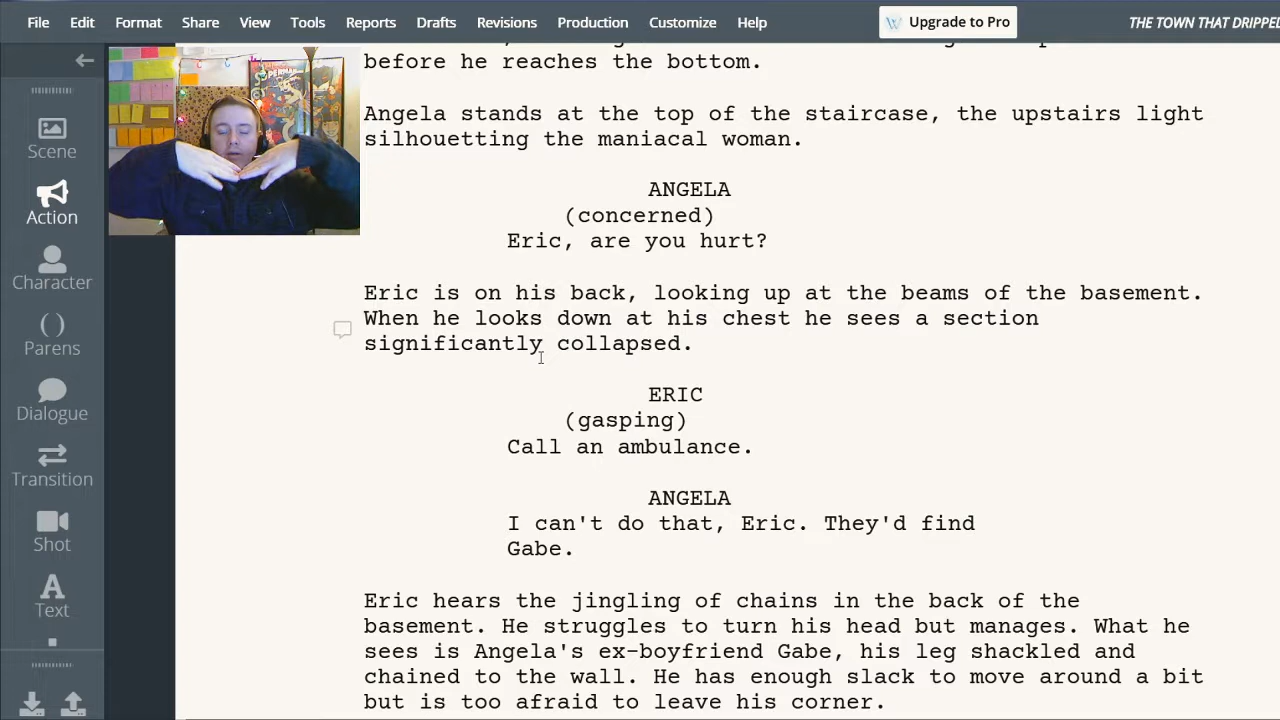 File Edit Format Share View Tools Reports Drafts Revisions Production Customize Help Upgrade to Pro THE TOWN THAT DRIPPED
before he reaches the bottom.
Angela stands at the top of the staircase, the upstairs light
silhouetting the maniacal woman.
ANGELA
(concerned)
Eric, are you hurt?
Eric is on his back, looking up at the beams of the basement.
When he looks down at his chest he sees a section
significantly collapsed.
ERIC
(gasping)
Call an ambulance.
ANGELA
I can't do that, Eric. They'd find
Gabe.
Eric hears the jingling of chains in the back of the
basement. He struggles to turn his head but manages. What he
sees is Angela's ex-boyfriend Gabe, his leg shackled and
chained to the wall. He has enough slack to move around a bit
but is too afraid to leave his corner.
Scene
Action
Character
( )
Parens
Dialogue
Transition
Shot
A
Text